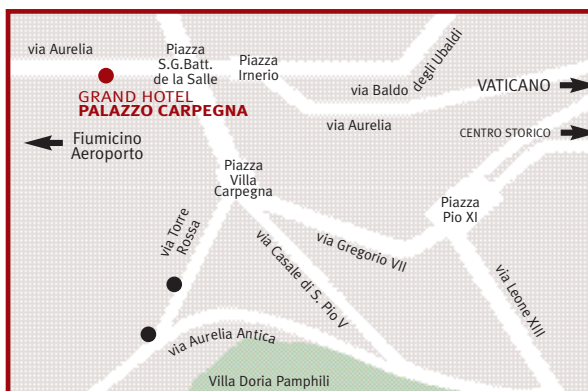 via Aurelia
Piazza
S.G.Batt.
de la Salle
Piazza
Irnerio
via Baldo degli Ubaldi
VATICANO
GRAND HOTEL
PALAZZO CARPEGNA
via Aurelia
CENTRO STORICO
Fiumicino
Aeroporto
Piazza
Villa
Carpegna
Piazza
Pio XI
via Torre
Rossa
via Gregorio VII
via Casale di S. Pio V
via Leone XIII
via Aurelia Antica
Villa Doria Pamphili